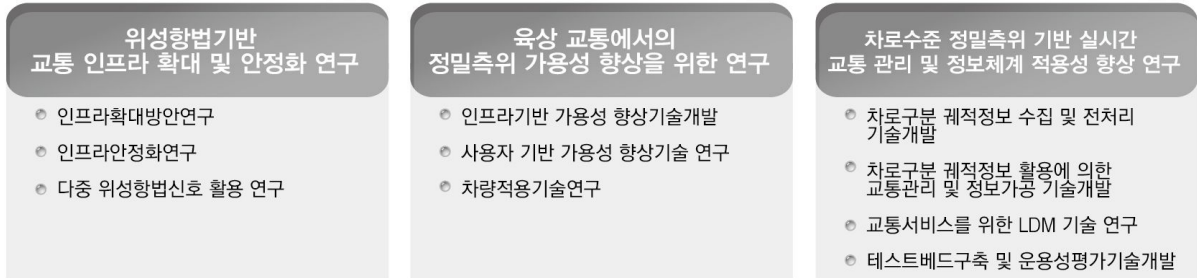 위성항법기반
교통 인프라 확대 및 안정화 연구
인프라확대방안연구
인프라안정화연구
다중 위성항법신호 활용 연구
육상 교통에서의
정밀측위 가용성 향상을 위한 연구
인프라기반 가용성 향상기술개발
사용자 기반 가용성 향상기술 연구
차량적용기술연구
차로수준 정밀측위 기반 실시간
교통 관리 및 정보체계 적용성 향상 연구
차로구분 궤적정보 수집 및 전처리
기술개발
차로구분 궤적정보 활용에 의한
교통관리 및 정보가공 기술개발
교통서비스를 위한 LDM 기술 연구
테스트베드구축 및 운용성평가기술개발